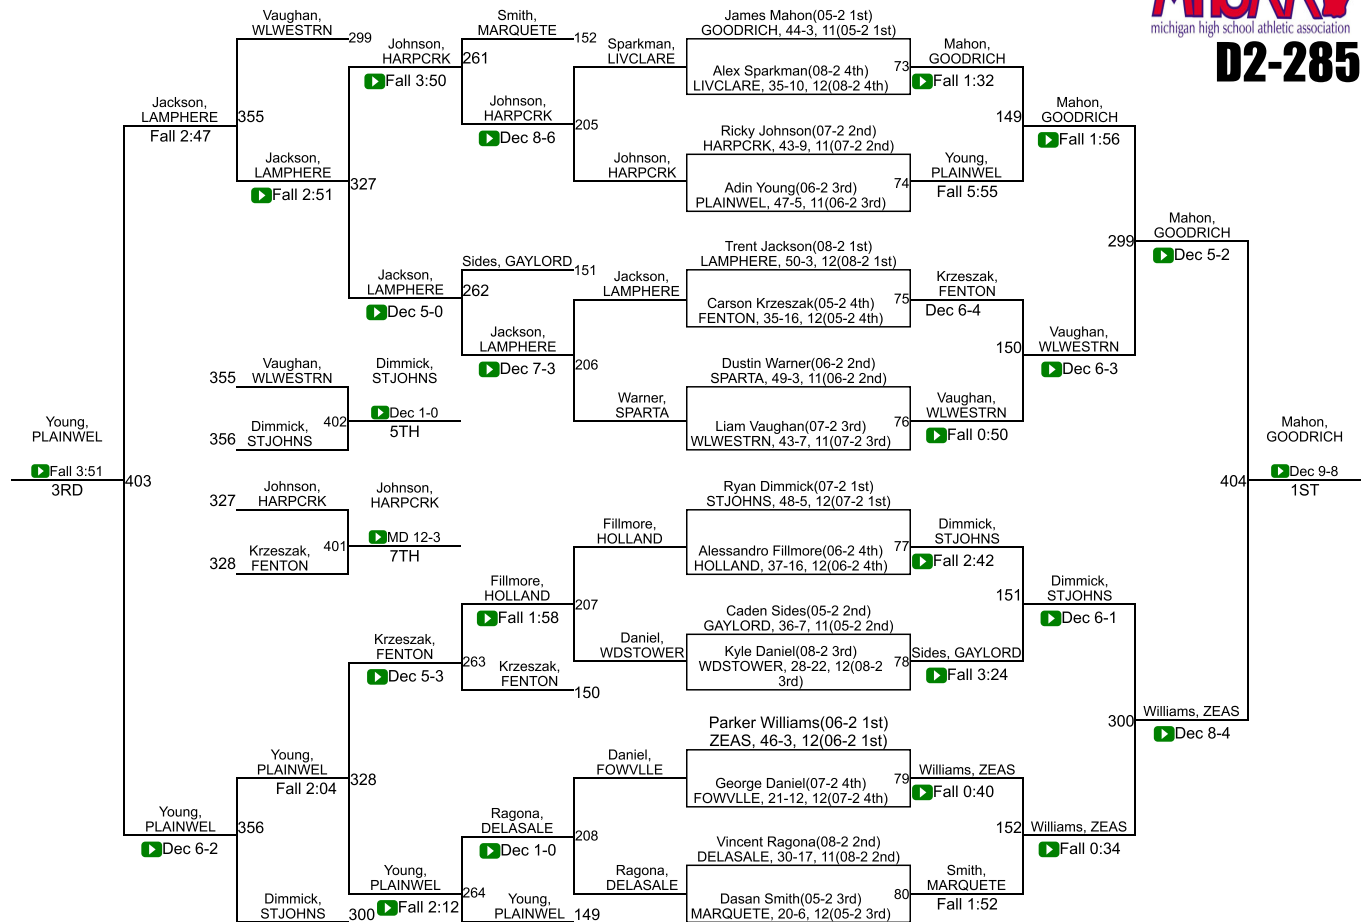 MHSAA
michigan high school athletic association
D2-285
Vaughan,
WLWESTRN
299
Jackson,
LAMPHERE
Fall 2:47
355
Jackson,
LAMPHERE
Fall 2:51
327
Johnson,
HARPCRK
Fall 3:50
261
Smith,
MARQUETE
152
Johnson,
HARPCRK
Dec 8-6
205
Sparkman,
LIVCLARE
Johnson,
HARPCRK
James Mahon(05-2 1st)
GOODRICH, 44-3, 11(05-2 1st)
Alex Sparkman(08-2 4th)
LIVCLARE, 35-10, 12(08-2 4th)
73
Mahon,
GOODRICH
Fall 1:32
Ricky Johnson(07-2 2nd)
HARPCRK, 43-9, 11(07-2 2nd)
Adin Young(06-2 3rd)
PLAINWEL, 47-5, 11(06-2 3rd)
74
Young,
PLAINWEL
Fall 5:55
149
Mahon,
GOODRICH
Fall 1:56
Jackson,
LAMPHERE
Dec 5-0
262
Sides, GAYLORD
151
Jackson,
LAMPHERE
Dec 7-3
206
Jackson,
LAMPHERE
Warner,
SPARTA
Trent Jackson(08-2 1st)
LAMPHERE, 50-3, 12(08-2 1st)
Carson Krzeszak(05-2 4th)
FENTON, 35-16, 12(05-2 4th)
75
Krzeszak,
FENTON
Dec 6-4
Dustin Warner(06-2 2nd)
SPARTA, 49-3, 11(06-2 2nd)
Liam Vaughan(07-2 3rd)
WLWESTRN, 43-7, 11(07-2 3rd)
76
Vaughan,
WLWESTRN
Fall 0:50
150
Vaughan,
WLWESTRN
Dec 6-3
299
Mahon,
GOODRICH
Dec 5-2
355
Vaughan,
WLWESTRN
356
Dimmick,
STJOHNS
402
Dimmick,
STJOHNS
Dec 1-0
5TH
Young,
PLAINWEL
Fall 3:51
3RD
403
327
Johnson,
HARPCRK
328
Krzeszak,
FENTON
401
Johnson,
HARPCRK
MD 12-3
7TH
404
Mahon,
GOODRICH
Dec 9-8
1ST
Fillmore,
HOLLAND
Fall 1:58
207
Fillmore,
HOLLAND
Daniel,
WDSTOWER
Ryan Dimmick(07-2 1st)
STJOHNS, 48-5, 12(07-2 1st)
Alessandro Fillmore(06-2 4th)
HOLLAND, 37-16, 12(06-2 4th)
77
Dimmick,
STJOHNS
Fall 2:42
Caden Sides(05-2 2nd)
GAYLORD, 36-7, 11(05-2 2nd)
Kyle Daniel(08-2 3rd)
WDSTOWER, 28-22, 12(08-2
3rd)
78
Sides, GAYLORD
Fall 3:24
151
Dimmick,
STJOHNS
Dec 6-1
Krzeszak,
FENTON
Dec 5-3
263
Krzeszak,
FENTON
150
Young,
PLAINWEL
Fall 2:04
328
Young,
PLAINWEL
Dec 6-2
356
Dimmick,
STJOHNS
300
Young,
PLAINWEL
Fall 2:12
264
Ragona,
DELASALE
Dec 1-0
208
Young,
PLAINWEL
149
Daniel,
FOWVLLE
Ragona,
DELASALE
Parker Williams(06-2 1st)
ZEAS, 46-3, 12(06-2 1st)
George Daniel(07-2 4th)
FOWVLLE, 21-12, 12(07-2 4th)
79
Williams, ZEAS
Fall 0:40
Vincent Ragona(08-2 2nd)
DELASALE, 30-17, 11(08-2 2nd)
Dasan Smith(05-2 3rd)
MARQUETE, 20-6, 12(05-2 3rd)
80
Smith,
MARQUETE
Fall 1:52
152
Williams, ZEAS
Fall 0:34
300
Williams, ZEAS
Dec 8-4